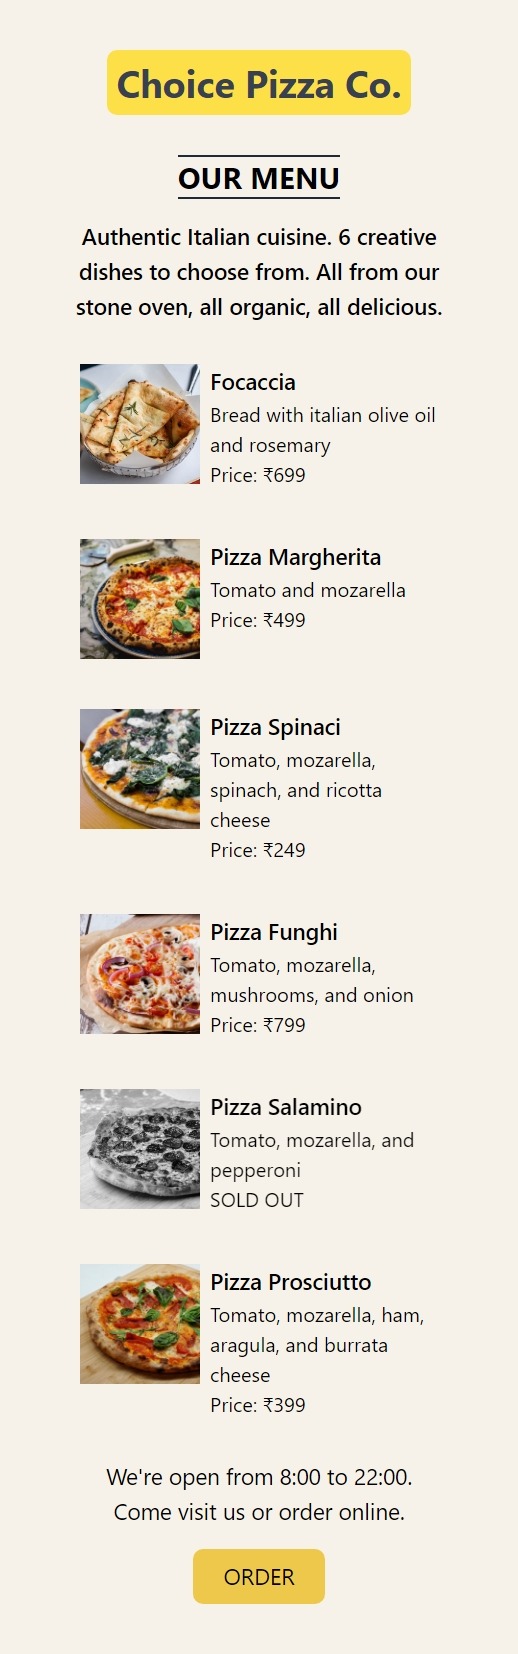 Choice Pizza Co.
OUR MENU
Authentic Italian cuisine. 6 creative
dishes to choose from. All from our
stone oven, all organic, all delicious.
Focaccia
Bread with italian olive oil
and rosemary
Price: ₹699
Pizza Margherita
Tomato and mozarella
Price: ₹499
Pizza Spinaci
Tomato, mozarella,
spinach, and ricotta
cheese
Price: ₹249
Pizza Funghi
Tomato, mozarella,
mushrooms, and onion
Price: ₹799
Pizza Salamino
Tomato, mozarella, and
pepperoni
SOLD OUT
Pizza Prosciutto
Tomato, mozarella, ham,
aragula, and burrata
cheese
Price: ₹399
We're open from 8:00 to 22:00.
Come visit us or order online.
ORDER